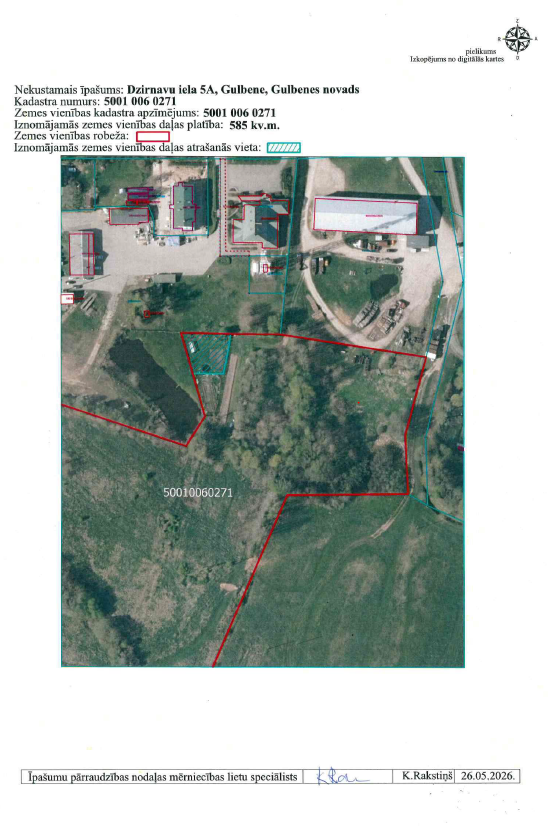 Z
R
A
D
pielikums
Izkopējums no digitālās kartes
Nekustamais īpašums: Dzirnavu iela 5A, Gulbene, Gulbenes novads
Kadastra numurs: 5001 006 0271
Zemes vienības kadastra apzīmējums: 5001 006 0271
Iznomājamās zemes vienības daļas platība: 585 kv.m.
Zemes vienības robeža:
Iznomājamās zemes vienības daļas atrašanās vieta:
50010060271
Īpašumu pārraudzības nodaļas mērniecības lietu speciālists K.Rakstiņš 26.05.2026.